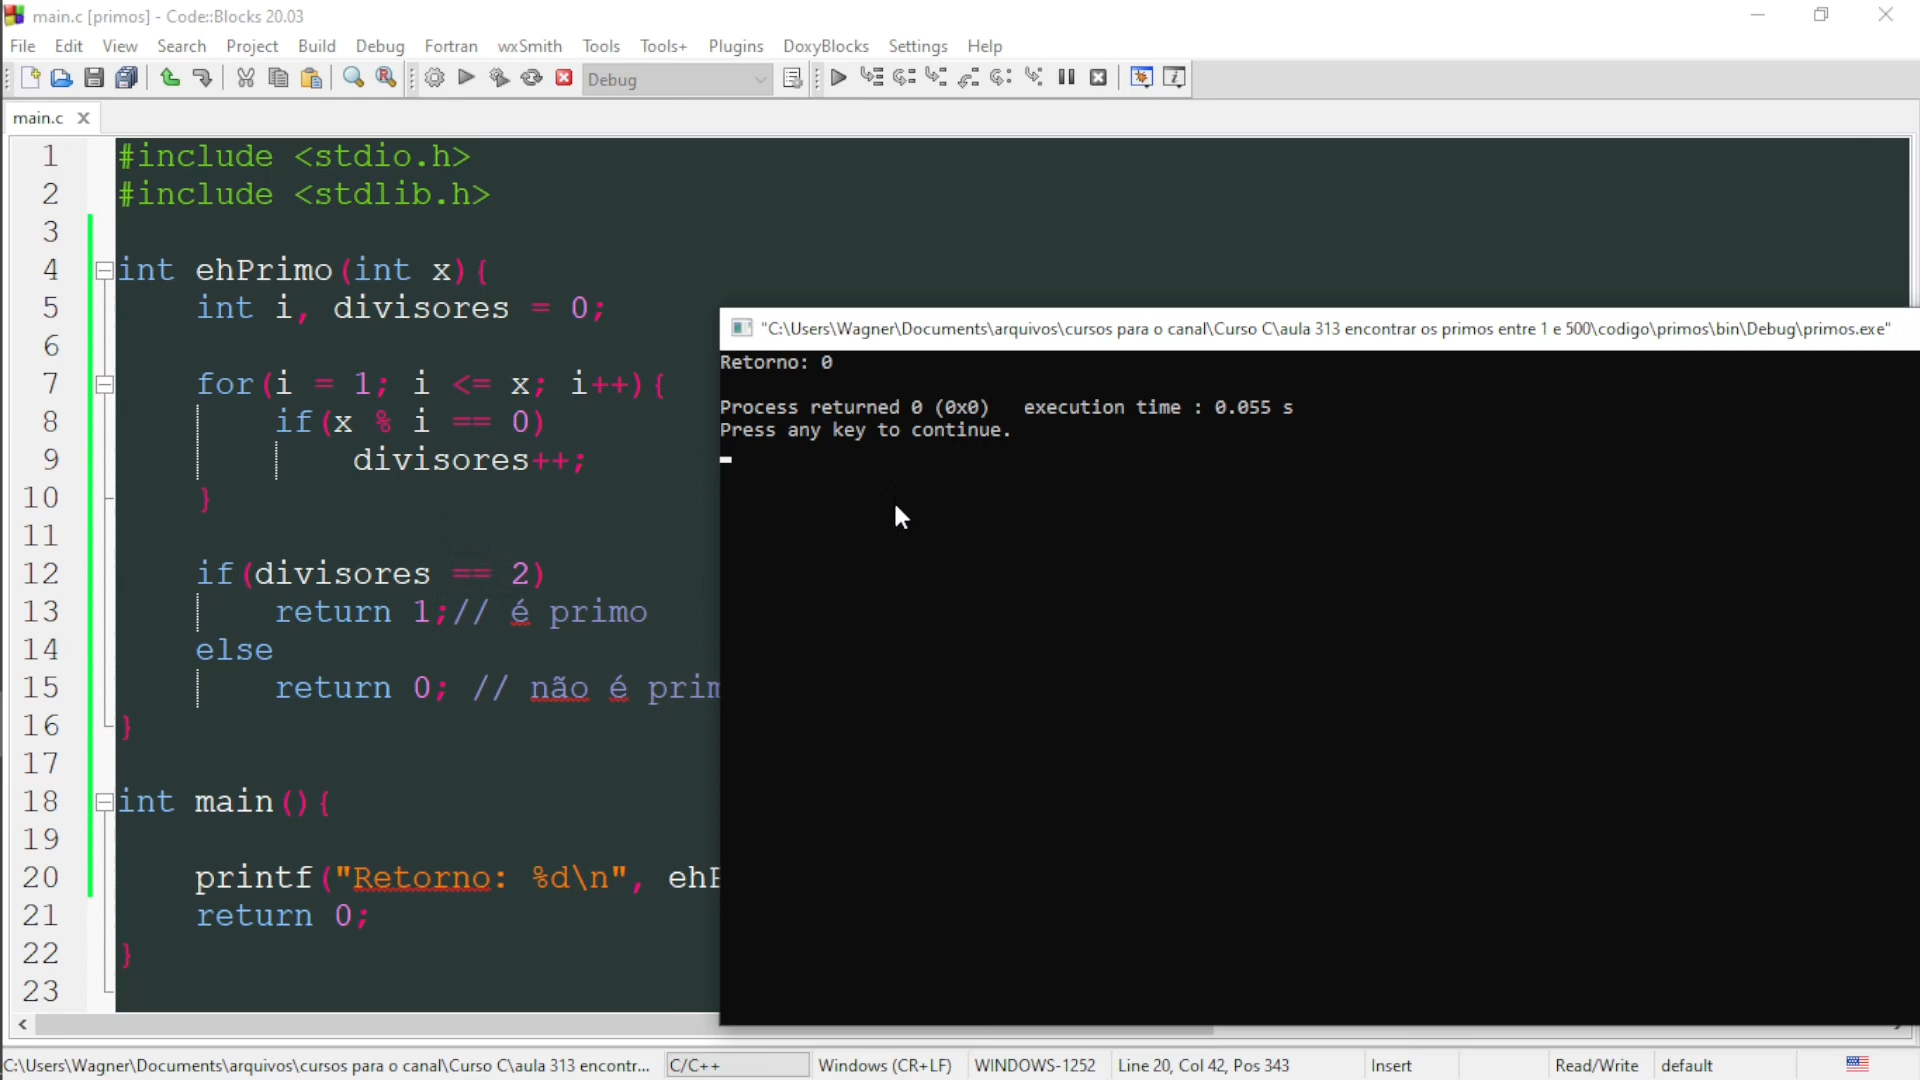 main.c [primos] - Code::Blocks 20.03
File Edit View Search Project Build Debug Fortran wxSmith Tools Tools+ Plugins DoxyBlocks Settings Help
Debug
main.c
1 #include <stdio.h>
2 #include <stdlib.h>
3
4 int ehPrimo(int x){
5 int i, divisores = 0;
6
7 for(i = 1; i <= x; i++){
8 if(x % i == 0)
9 divisores++;
10 }
11
12 if(divisores == 2)
13 return 1;// é primo
14 else
15 return 0; // não é prim
16 }
17
18 int main(){
19
20 printf("Retorno: %d\n", ehP
21 return 0;
22 }
23
"C:\Users\Wagner\Documents\arquivos\cursos para o canal\Curso C\aula 313 encontrar os primos entre 1 e 500\codigo\primos\bin\Debug\primos.exe"
Retorno: 0
Process returned 0 (0x0) execution time : 0.055 s
Press any key to continue.
C:\Users\Wagner\Documents\arquivos\cursos para o canal\Curso C\aula 313 encontr... C/C++ Windows (CR+LF) WINDOWS-1252 Line 20, Col 42, Pos 343 Insert Read/Write default